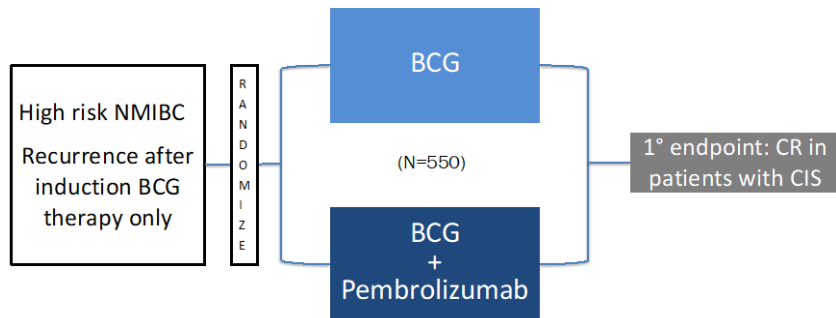 High risk NMIBC
Recurrence after
induction BCG
therapy only
RANDOMIZE
BCG
(N=550)
BCG
+
Pembrolizumab
1° endpoint: CR in
patients with CIS